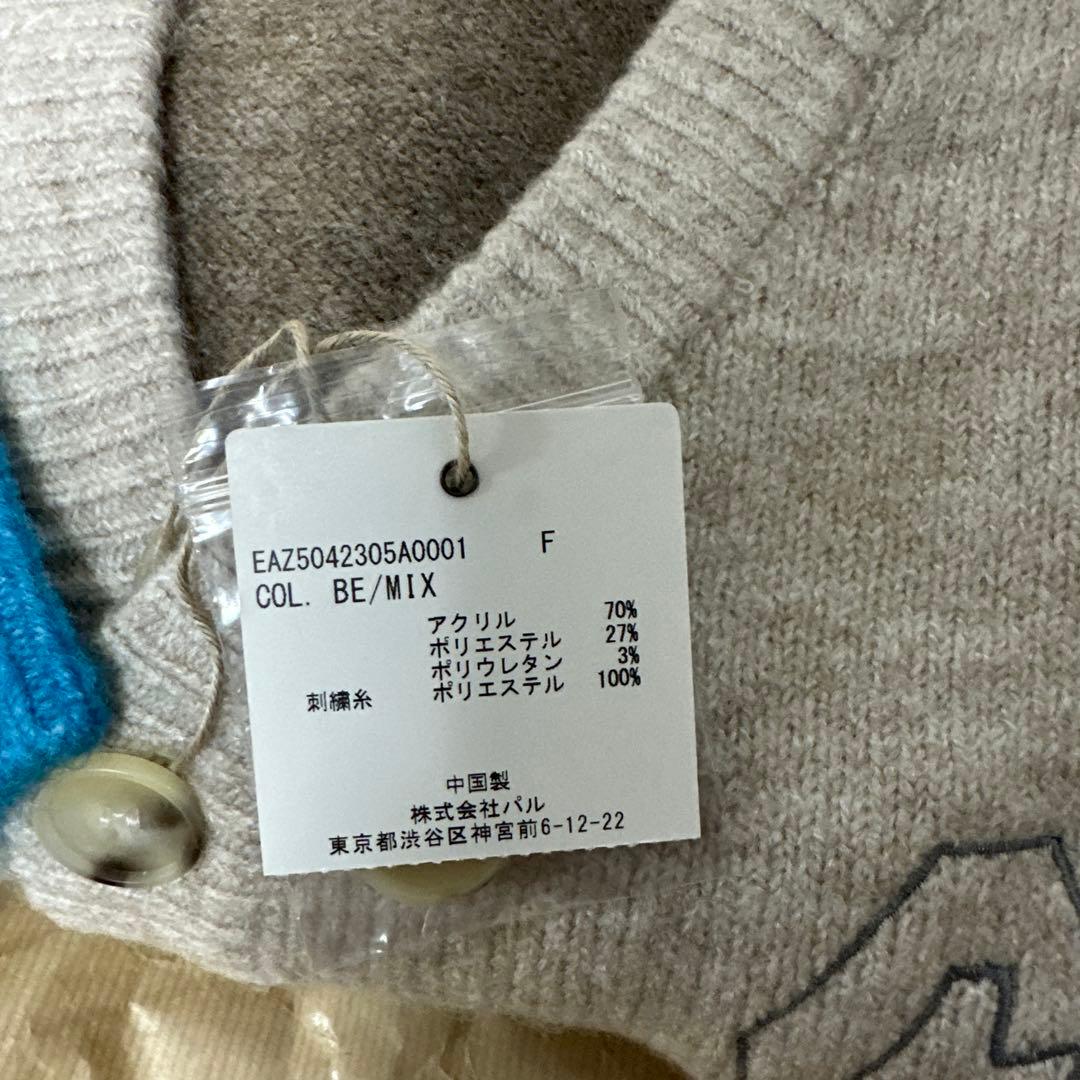 EAZ5042305A0001 F
COL. BE/MIX
アクリル 70%
ポリエステル 27%
ポリウレタン 3%
刺繍糸 ポリエステル 100%
中国製
株式会社パル
東京都渋谷区神宮前6-12-22